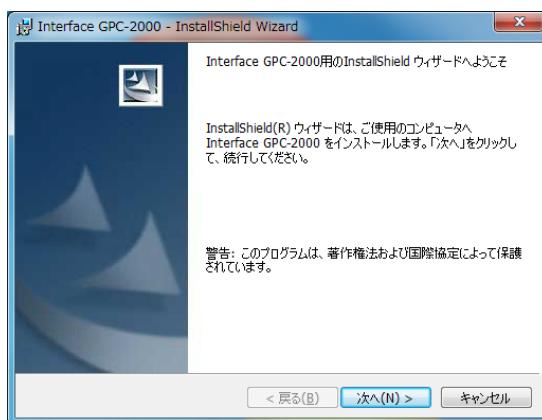 Interface GPC-2000 - InstallShield Wizard
Interface GPC-2000用のInstallShield ウィザードへようこそ
InstallShield(R) ウィザードは、ご使用のコンピュータへ
Interface GPC-2000 をインストールします。「次へ」をクリックし
て、続行してください。
警告: このプログラムは、著作権法および国際協定によって保護
されています。
< 戻る(B)
次へ(N) >
キャンセル